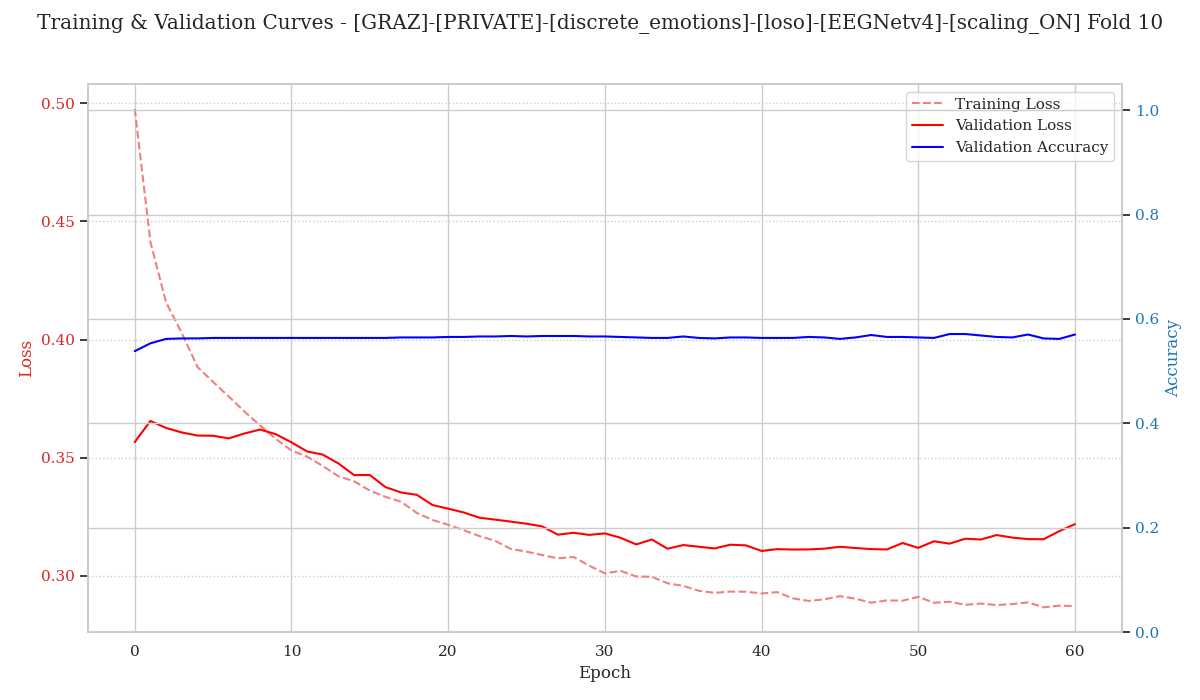 Training & Validation Curves - [GRAZ]-[PRIVATE]-[discrete_emotions]-[loso]-[EEGNetv4]-[scaling_ON] Fold 10
Training Loss
Validation Loss
Validation Accuracy
0.50
0.45
0.40
0.35
0.30
Loss
1.0
0.8
0.6
0.4
0.2
0.0
Accuracy
0
10
20
30
40
50
60
Epoch